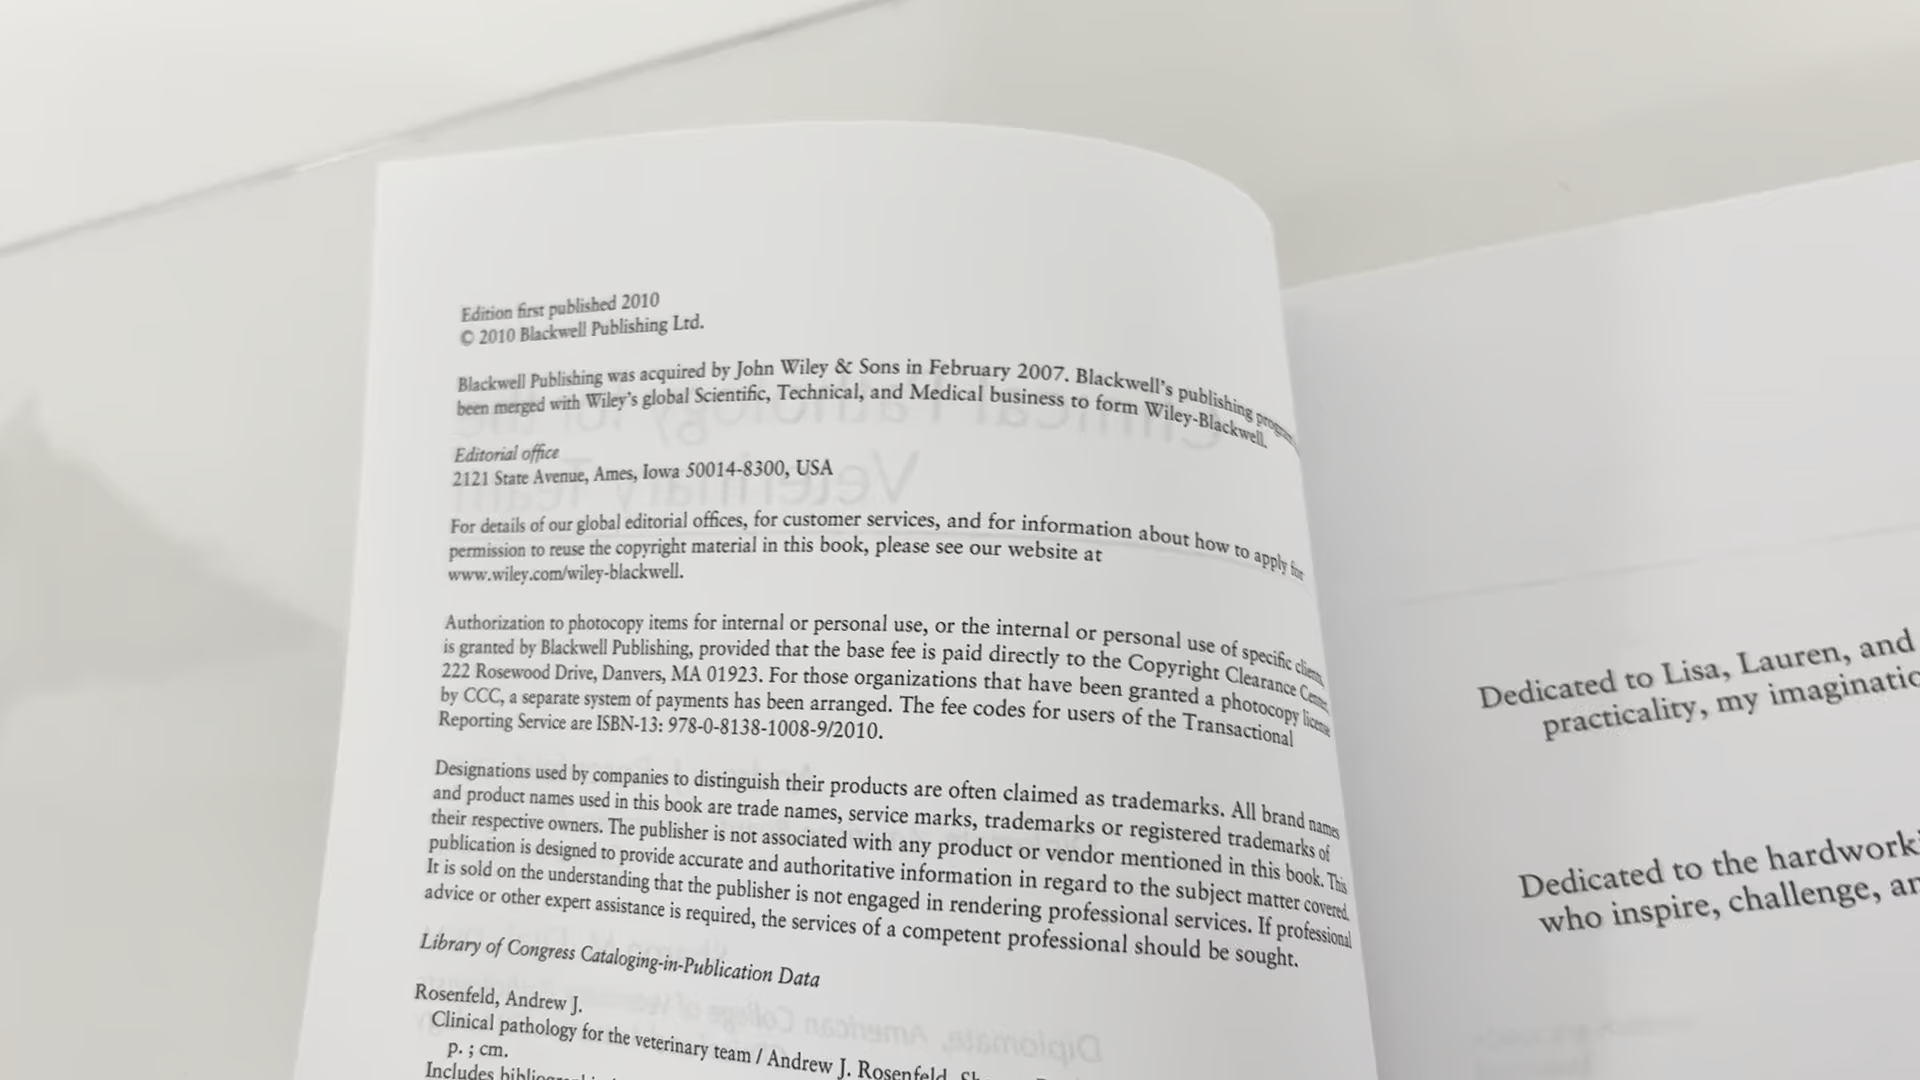 Edition first published 2010
© 2010 Blackwell Publishing Ltd.
Blackwell Publishing was acquired by John Wiley & Sons in February 2007. Blackwell's publishing program
been merged with Wiley's global Scientific, Technical, and Medical business to form Wiley-Blackwell.
Editorial office
2121 State Avenue, Ames, Iowa 50014-8300, USA
For details of our global editorial offices, for customer services, and for information about how to apply for
permission to reuse the copyright material in this book, please see our website at
www.wiley.com/wiley-blackwell.
Authorization to photocopy items for internal or personal use, or the internal or personal use of specific clients,
is granted by Blackwell Publishing, provided that the base fee is paid directly to the Copyright Clearance Center,
222 Rosewood Drive, Danvers, MA 01923. For those organizations that have been granted a photocopy license
by CCC, a separate system of payments has been arranged. The fee codes for users of the Transactional
Reporting Service are ISBN-13: 978-0-8138-1008-9/2010.
Designations used by companies to distinguish their products are often claimed as trademarks. All brand names
and product names used in this book are trade names, service marks, trademarks or registered trademarks of
their respective owners. The publisher is not associated with any product or vendor mentioned in this book. This
publication is designed to provide accurate and authoritative information in regard to the subject matter covered.
It is sold on the understanding that the publisher is not engaged in rendering professional services. If professional
advice or other expert assistance is required, the services of a competent professional should be sought.
Library of Congress Cataloging-in-Publication Data
Rosenfeld, Andrew J.
Clinical pathology for the veterinary team / Andrew J. Rosenfeld,
p. ; cm.
Includes
Dedicated to Lisa, Lauren, and
practicality, my
Dedicated to the
who inspire, challenge,